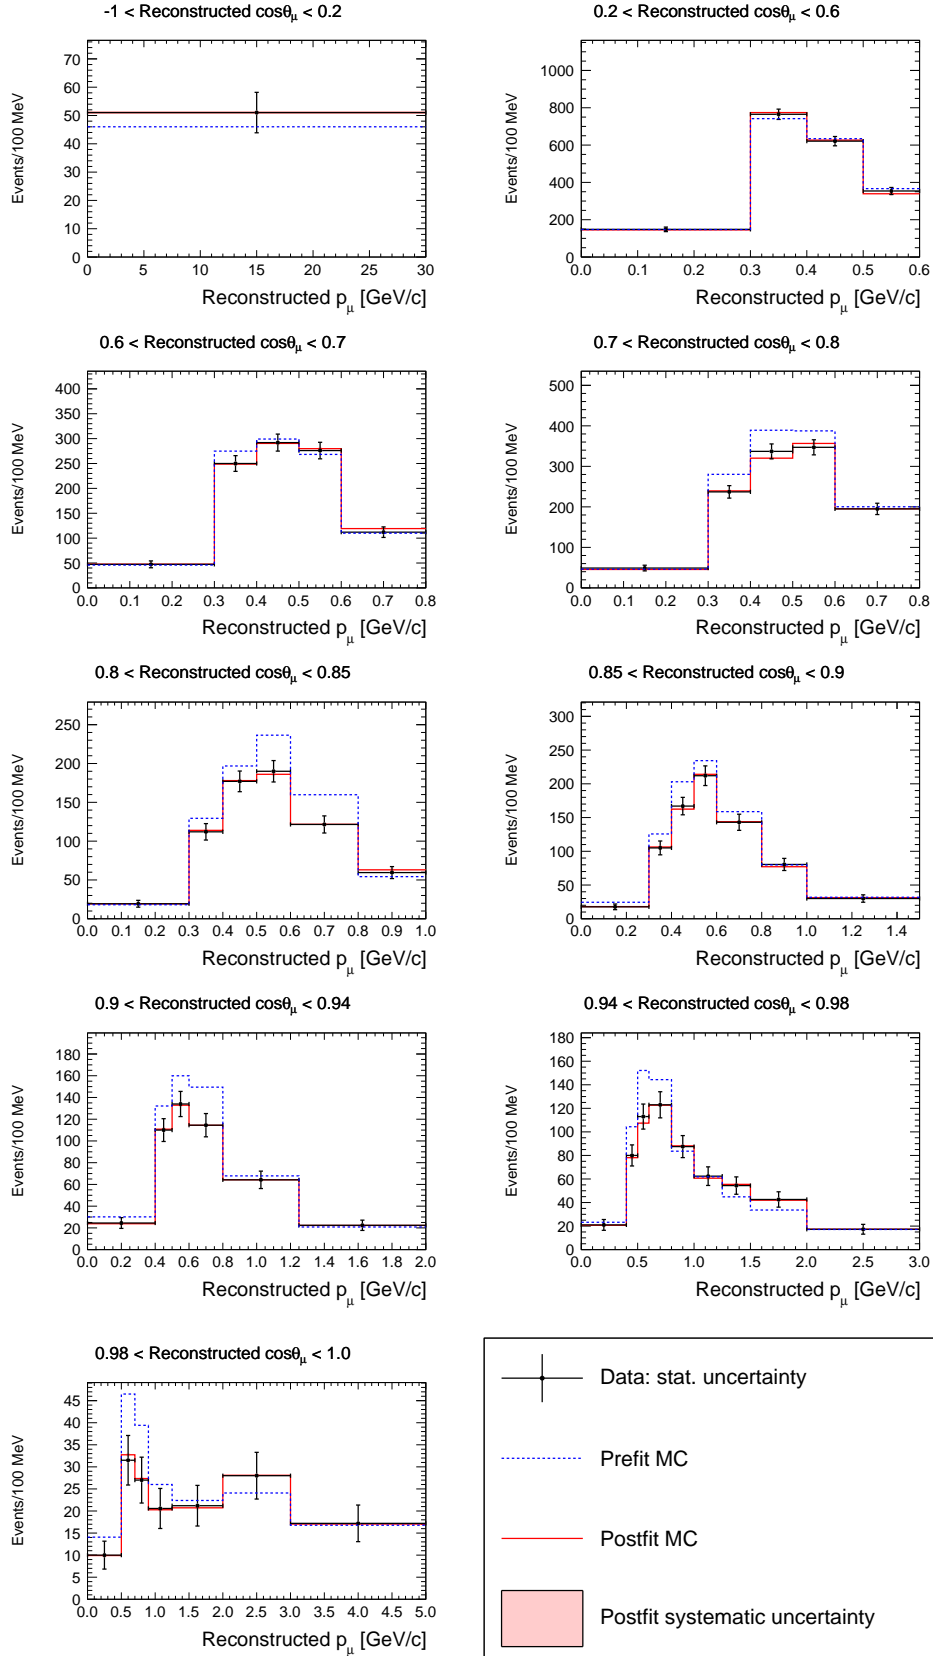 -1 < Reconstructed cosθμ < 0.2
Events/100 MeV
70
60
50
40
30
20
10
0
0 5 10 15 20 25 30
Reconstructed pμ [GeV/c]
0.2 < Reconstructed cosθμ < 0.6
Events/100 MeV
1000
800
600
400
200
0
0.0 0.1 0.2 0.3 0.4 0.5 0.6
Reconstructed pμ [GeV/c]
0.6 < Reconstructed cosθμ < 0.7
Events/100 MeV
400
350
300
250
200
150
100
50
0
0.0 0.1 0.2 0.3 0.4 0.5 0.6 0.7 0.8
Reconstructed pμ [GeV/c]
0.7 < Reconstructed cosθμ < 0.8
Events/100 MeV
500
400
300
200
100
0
0.0 0.1 0.2 0.3 0.4 0.5 0.6 0.7 0.8
Reconstructed pμ [GeV/c]
0.8 < Reconstructed cosθμ < 0.85
Events/100 MeV
250
200
150
100
50
0
0.0 0.1 0.2 0.3 0.4 0.5 0.6 0.7 0.8 0.9 1.0
Reconstructed pμ [GeV/c]
0.85 < Reconstructed cosθμ < 0.9
Events/100 MeV
300
250
200
150
100
50
0
0.0 0.2 0.4 0.6 0.8 1.0 1.2 1.4
Reconstructed pμ [GeV/c]
0.9 < Reconstructed cosθμ < 0.94
Events/100 MeV
180
160
140
120
100
80
60
40
20
0
0.0 0.2 0.4 0.6 0.8 1.0 1.2 1.4 1.6 1.8 2.0
Reconstructed pμ [GeV/c]
0.94 < Reconstructed cosθμ < 0.98
Events/100 MeV
180
160
140
120
100
80
60
40
20
0
0.0 0.5 1.0 1.5 2.0 2.5 3.0
Reconstructed pμ [GeV/c]
0.98 < Reconstructed cosθμ < 1.0
Events/100 MeV
45
40
35
30
25
20
15
10
5
0
0.0 0.5 1.0 1.5 2.0 2.5 3.0 3.5 4.0 4.5 5.0
Reconstructed pμ [GeV/c]
Data: stat. uncertainty
Prefit MC
Postfit MC
Postfit systematic uncertainty